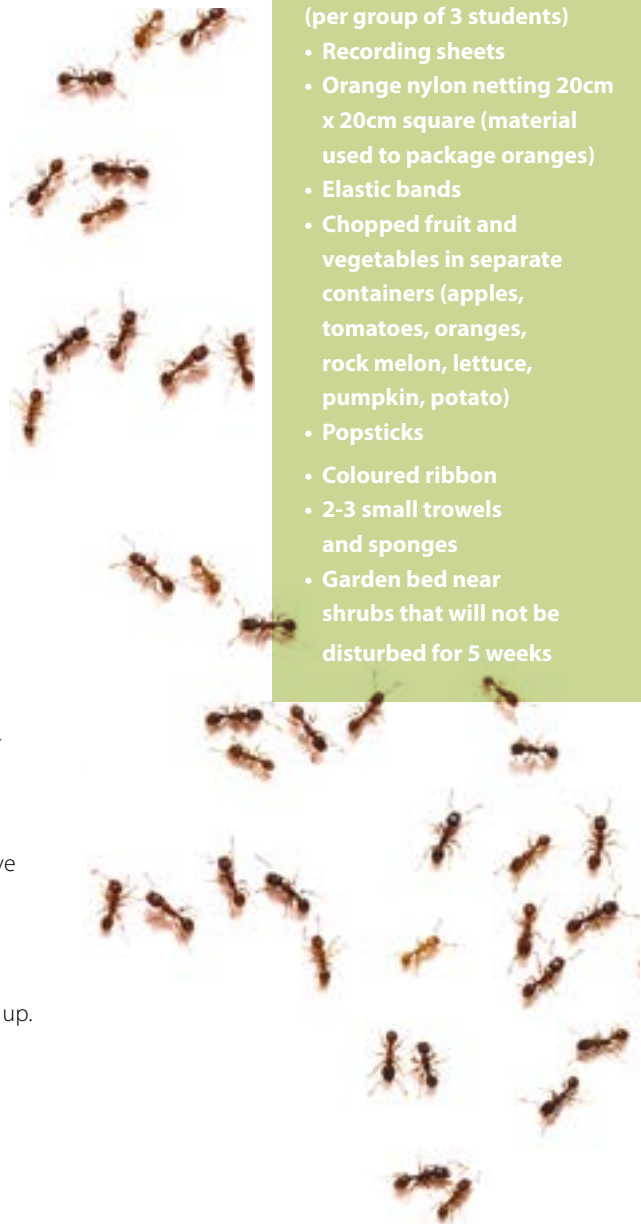 (per group of 3 students)
• Recording sheets
• Orange nylon netting 20cm
x 20cm square (material
used to package oranges)
• Elastic bands
• Chopped fruit and
vegetables in separate
containers (apples,
tomatoes, oranges,
rock melon, lettuce,
pumpkin, potato)
• Popsticks
• Coloured ribbon
• 2-3 small trowels
and sponges
• Garden bed near
shrubs that will not be
disturbed for 5 weeks
up.